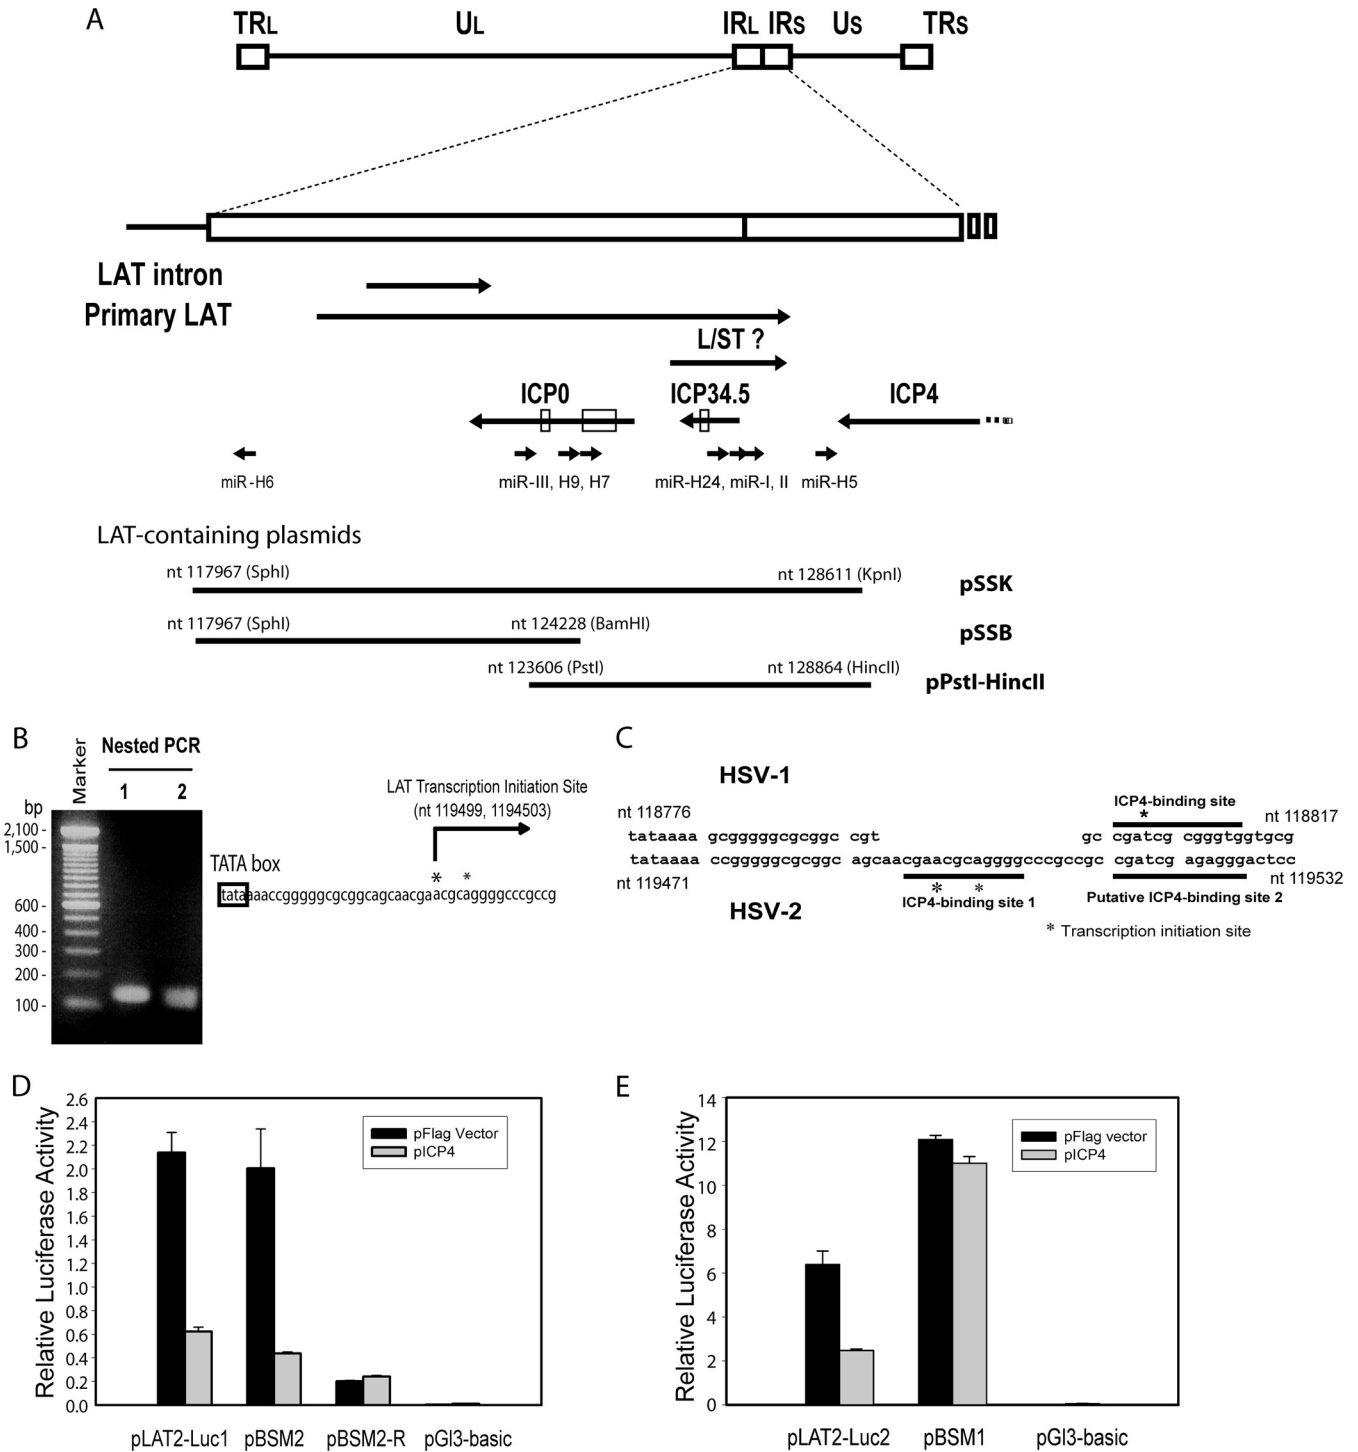 A
TRL UL IRL IRS US TRS
LAT intron
Primary LAT
L/ST ?
ICP0 ICP34.5 ICP4
miR-H6 miR-III, H9, H7 miR-H24, miR-I, II miR-H5
LAT-containing plasmids
nt 117967 (SphI) nt 128611 (KpnI) pSSK
nt 117967 (SphI) nt 124228 (BamHI) pSSB
nt 123606 (PstI) nt 128864 (HincII) pPstI-HincII
B
Marker
Nested PCR
1 2
bp
2,100 -
1,500 -
600 -
400 -
300 -
200 -
100 -
LAT Transcription Initiation Site
(nt 119499, 1194503)
TATA box
* *
tataaaaccgggggcgcggcagcaacgaacgcaggggcccgccg
C
HSV-1
ICP4-binding site
nt 118776 * nt 118817
tataaaa gcgggggcgcggc cgt gc cgatcg cgggtggtgcg
tataaaa ccgggggcgcggc agcaacgaacgcaggggcccgccgc cgatcg agagggactcc
nt 119471 * * nt 119532
ICP4-binding site 1 Putative ICP4-binding site 2
HSV-2
* Transcription initiation site
D
Relative Luciferase Activity
2.6
2.4
2.2
2.0
1.8
1.6
1.4
1.2
1.0
0.8
0.6
0.4
0.2
0.0
pFlag Vector
pICP4
pLAT2-Luc1 pBSM2 pBSM2-R pGl3-basic
E
Relative Luciferase Activity
14
12
10
8
6
4
2
0
pFlag vector
pICP4
pLAT2-Luc2 pBSM1 pGl3-basic